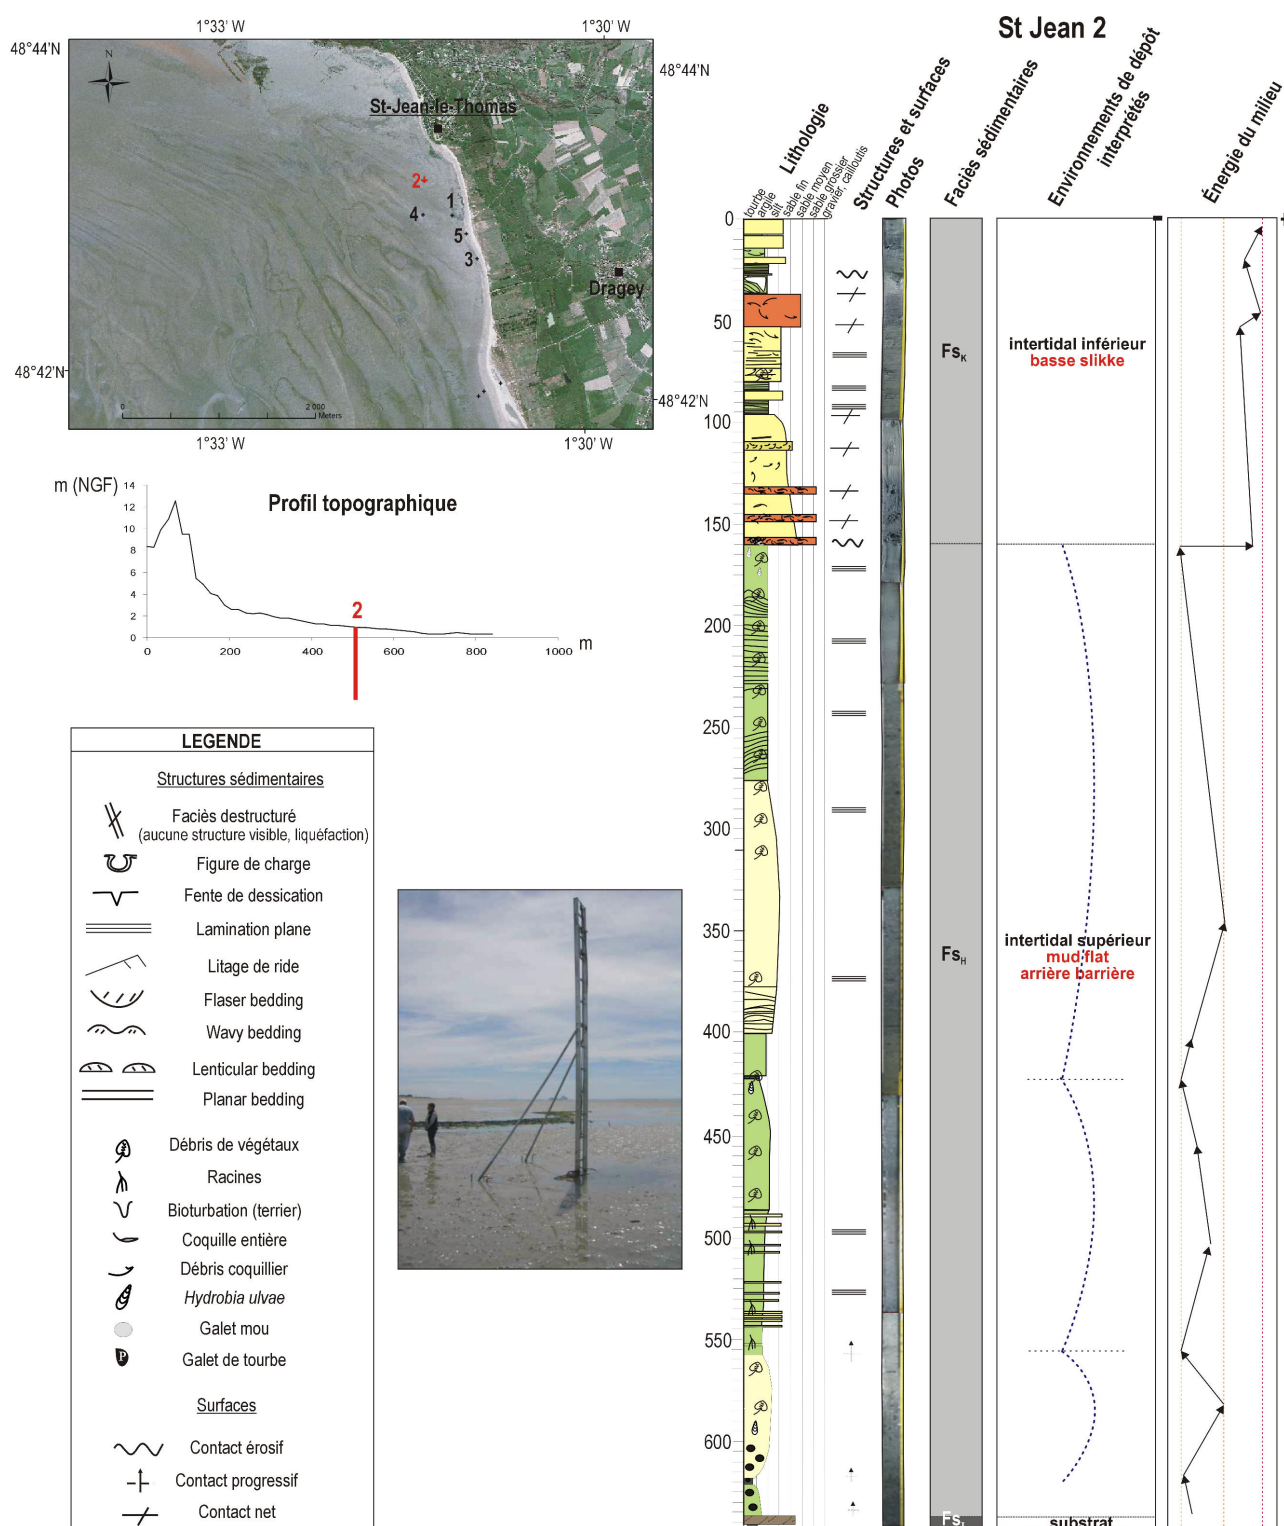 St Jean 2
1°33' W
1°30' W
48°44'N
48°44'N
N
St-Jean-le-Thomas
2
1
4
5
3
Dragey
48°42'N
48°42'N
0
2 000
Meters
1°33' W
1°30' W
m (NGF)
Profil topographique
14
12
10
8
6
4
2
0
2
m
0
200
400
600
800
1000
LEGENDE
Structures sédimentaires
Faciès destructuré
(aucune structure visible, liquéfaction)
Figure de charge
Fente de dessication
Lamination plane
Litage de ride
Flaser bedding
Wavy bedding
Lenticular bedding
Planar bedding
Débris de végétaux
Racines
Bioturbation (terrier)
Coquille entière
Débris coquillier
Hydrobia ulvae
Galet mou
P
Galet de tourbe
Surfaces
Contact érosif
Contact progressif
Contact net
Lithologie
tourbe
argile
silt
sable fin
sable moyen
sable grossier
gravier, cailloutis
Structures et surfaces
Photos
Faciès sédimentaires
Environnements de dépôt
interprétés
Énergie du milieu
0
50
100
150
200
250
300
350
400
450
500
550
600
FsK
intertidal inférieur
basse slikke
FsH
intertidal supérieur
mud flat
arrière barrière
substrat